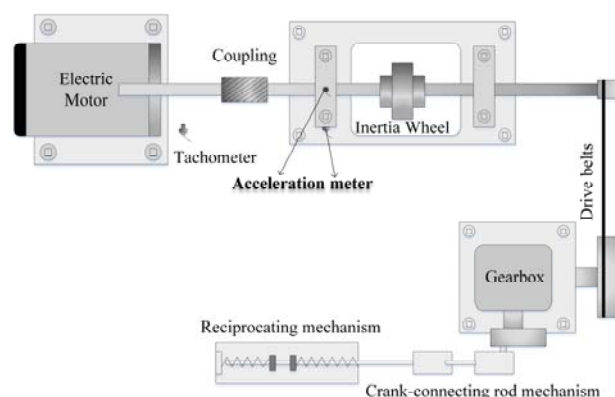 Coupling
Electric
Motor
Tachometer
Inertia Wheel
Acceleration meter
Drive belts
Gearbox
Reciprocating mechanism
Crank-connecting rod mechanism